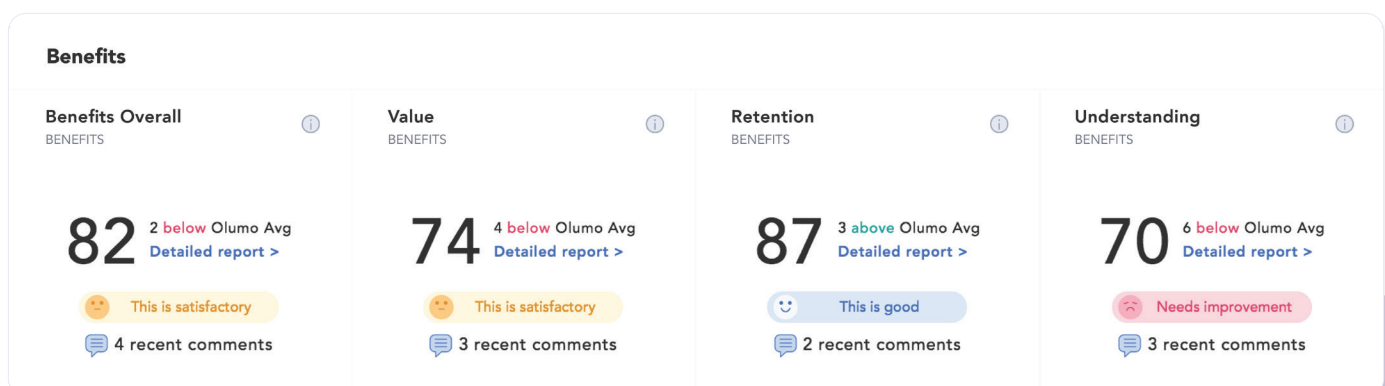 Benefits
Benefits Overall
BENEFITS
82
2 below Olumo Avg
Detailed report >
This is satisfactory
4 recent comments
Value
BENEFITS
74
4 below Olumo Avg
Detailed report >
This is satisfactory
3 recent comments
Retention
BENEFITS
87
3 above Olumo Avg
Detailed report >
This is good
2 recent comments
Understanding
BENEFITS
70
6 below Olumo Avg
Detailed report >
Needs improvement
3 recent comments